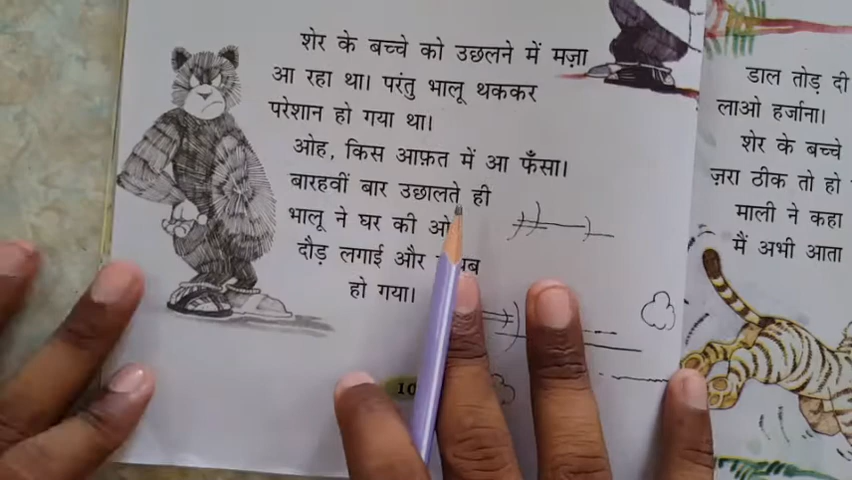 शेर के बच्चे को उछलने में मज़ा
आ रहा था। परंतु भालू थककर
परेशान हो गया था।
ओह, किस आफ़त में आ फँसा।
बारहवीं बार उछालते ही
भालू ने घर की
दौड़ लगाई और
हो गया।
10
डाल तोड़ दी
लाओ हर्जाना।
शेर के बच्चे
ज़रा ठीक तो हो
माली ने कहा
मैं अभी आता